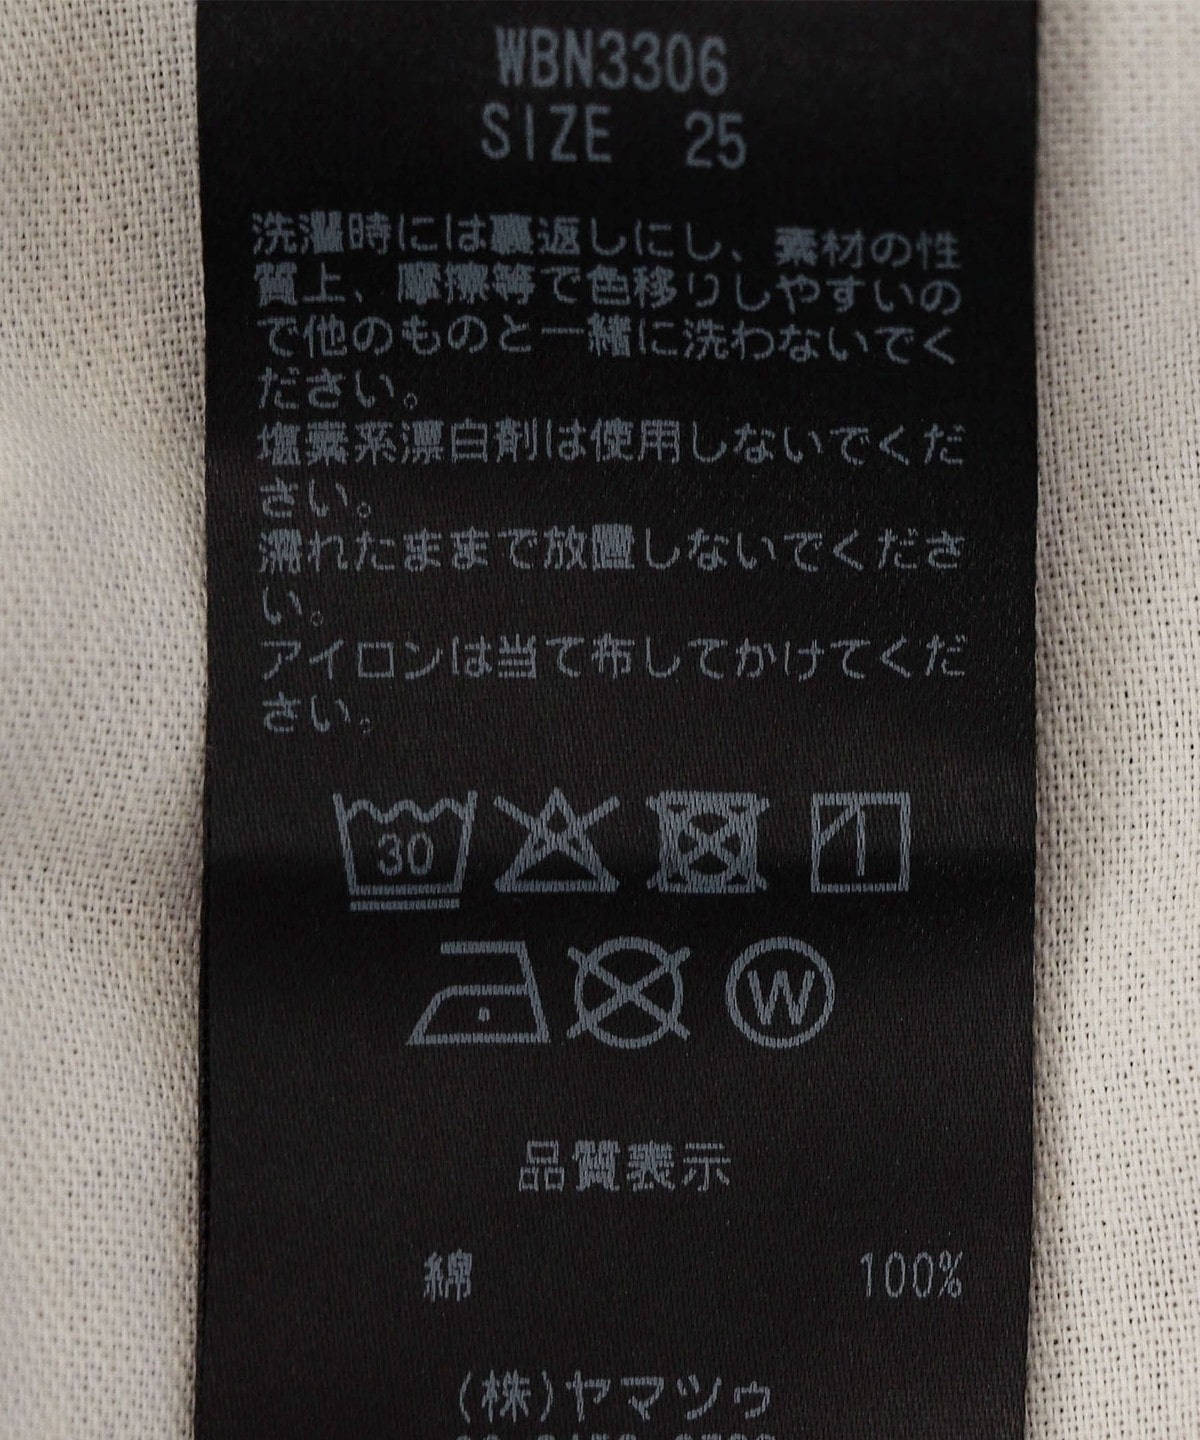 WBN3306
SIZE 25
洗濯時には裏返しにし、素材の性
質上、摩擦等で色移りしやすいの
で他のものと一緒に洗わないでく
ださい。
塩素系漂白剤は使用しないでくだ
さい。
濡れたままで放置しないでくださ
い。
アイロンは当て布してかけてくだ
さい。
30
W
品質表示
綿 100%
(株)ヤマツゥ